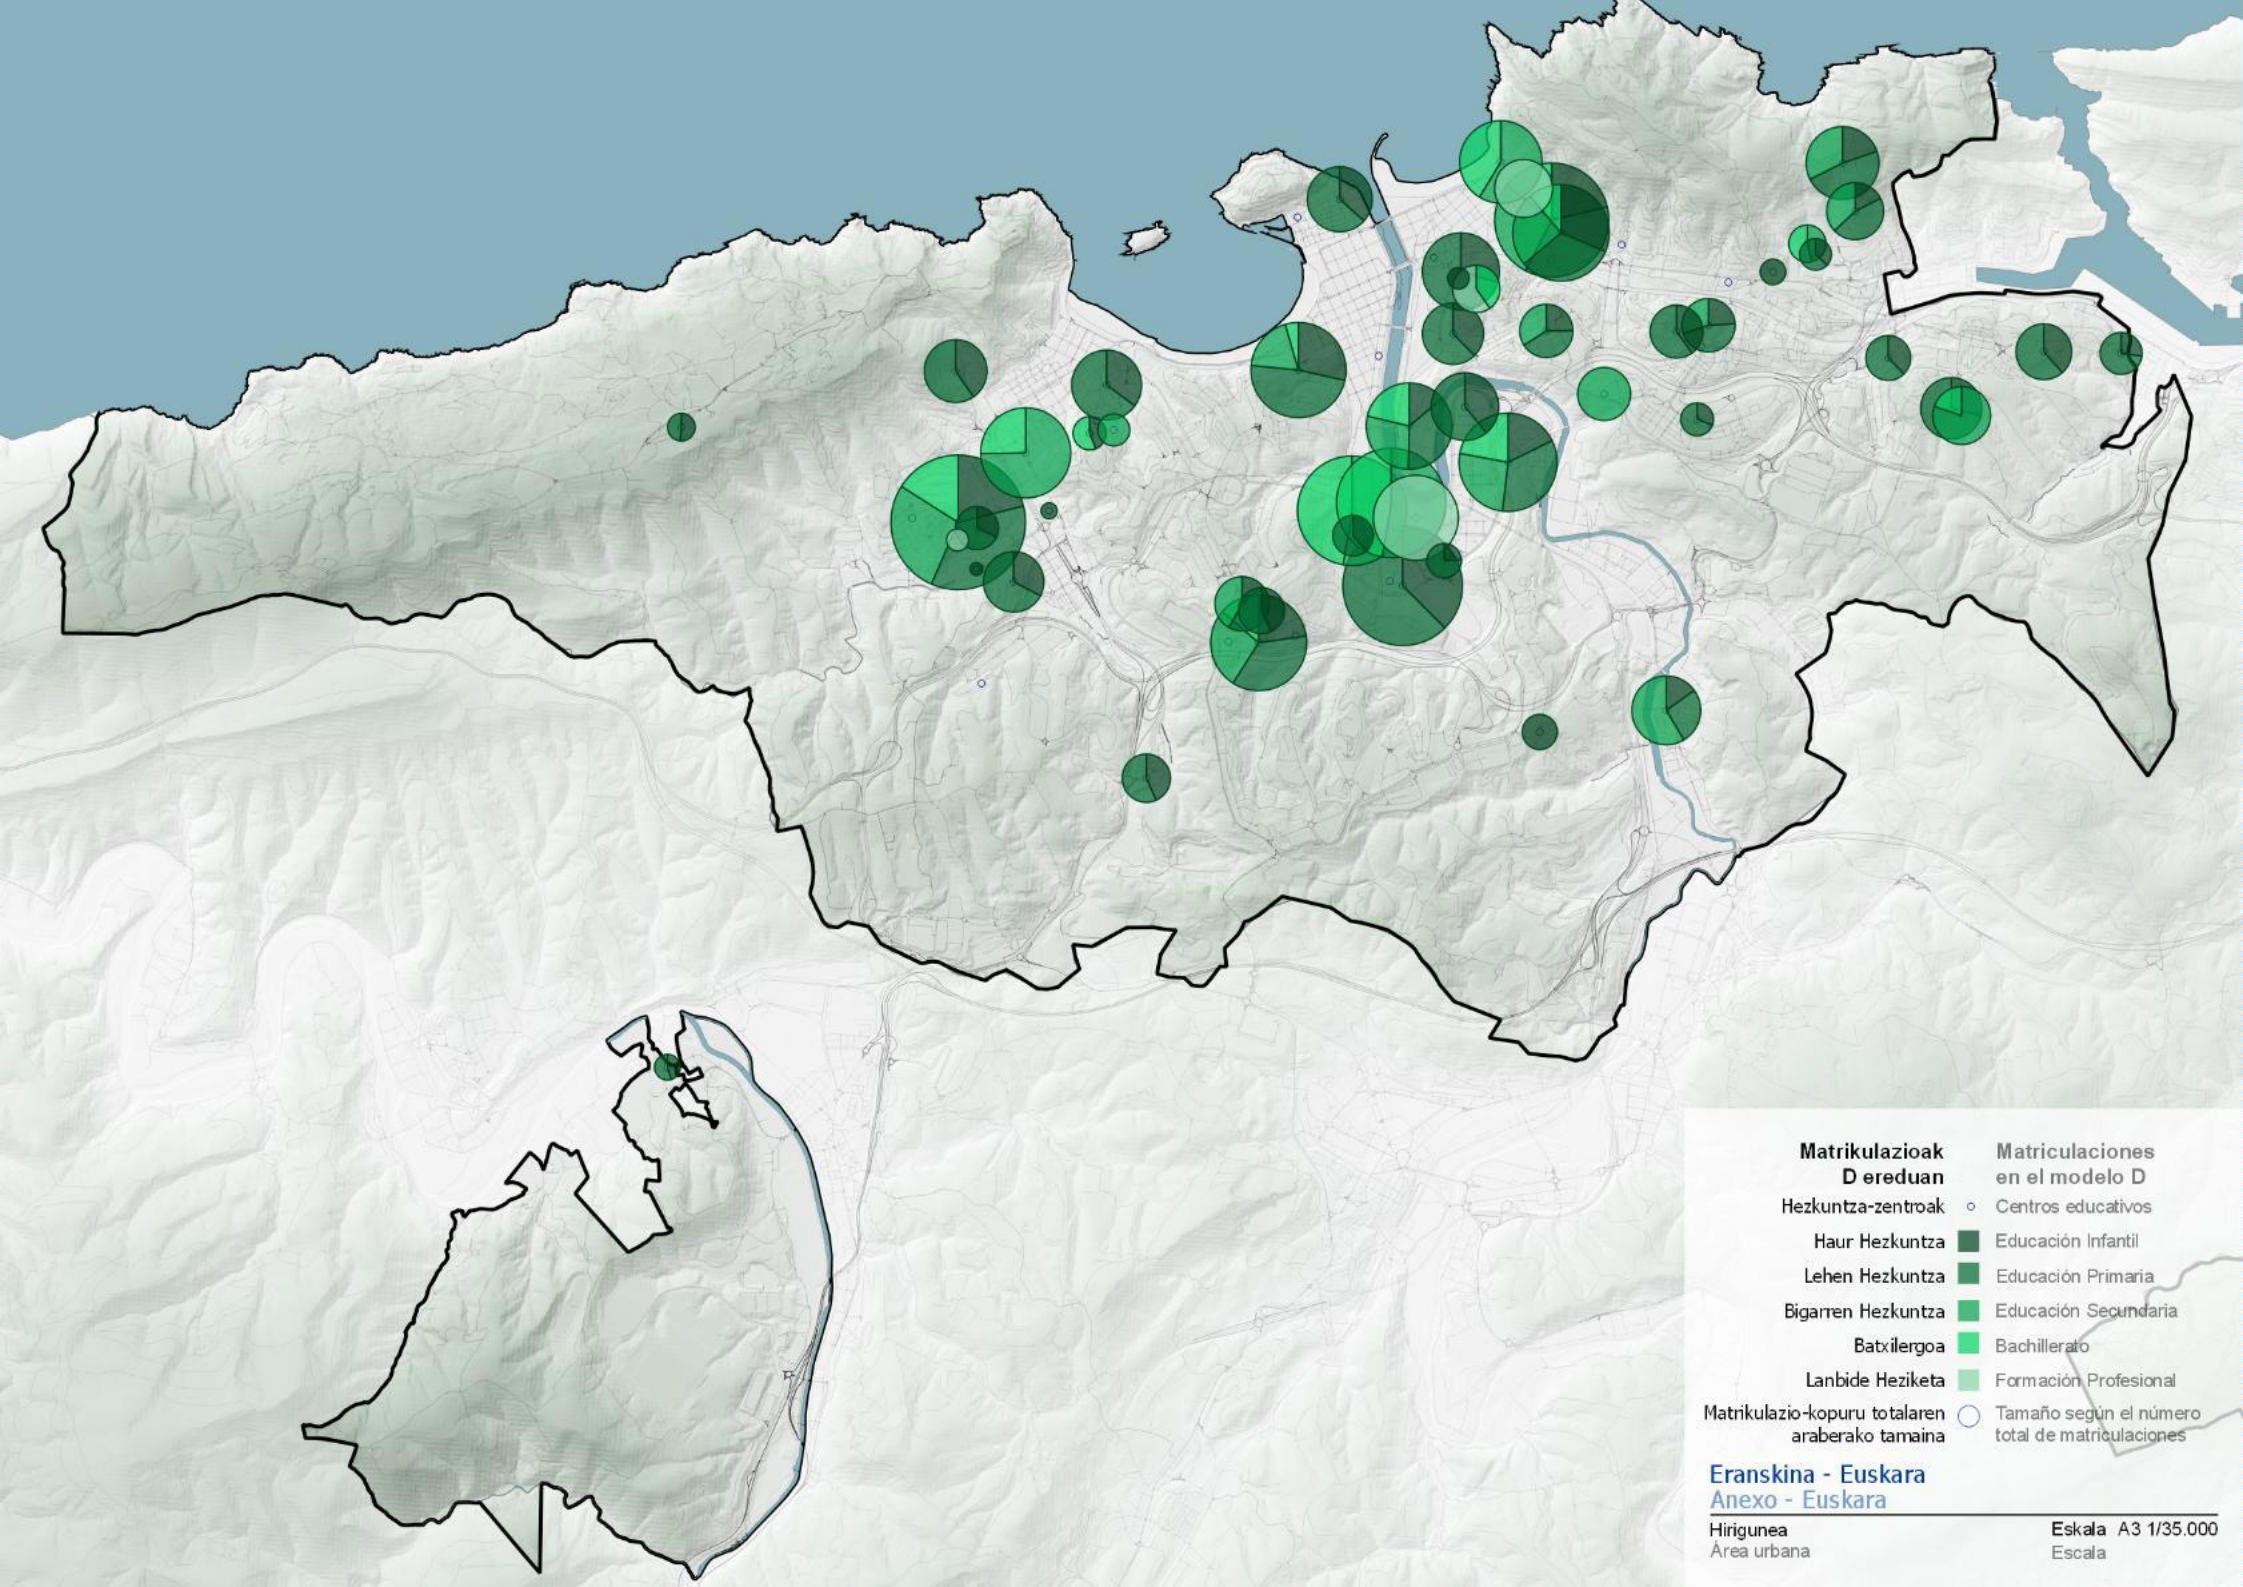 Matrikulazioak Matriculaciones
D ereduan en el modelo D
Hezkuntza-zentroak Centros educativos
Haur Hezkuntza Educación Infantil
Lehen Hezkuntza Educación Primaria
Bigarren Hezkuntza Educación Secundaria
Batxilergoa Bachillerato
Lanbide Heziketa Formación Profesional
Matrikulazio-kopuru totalaren Tamaño según el número
araberako tamaina total de matriculaciones
Eranskina - Euskara
Anexo - Euskara
Hirigunea Eskala A3 1/35.000
Área urbana Escala